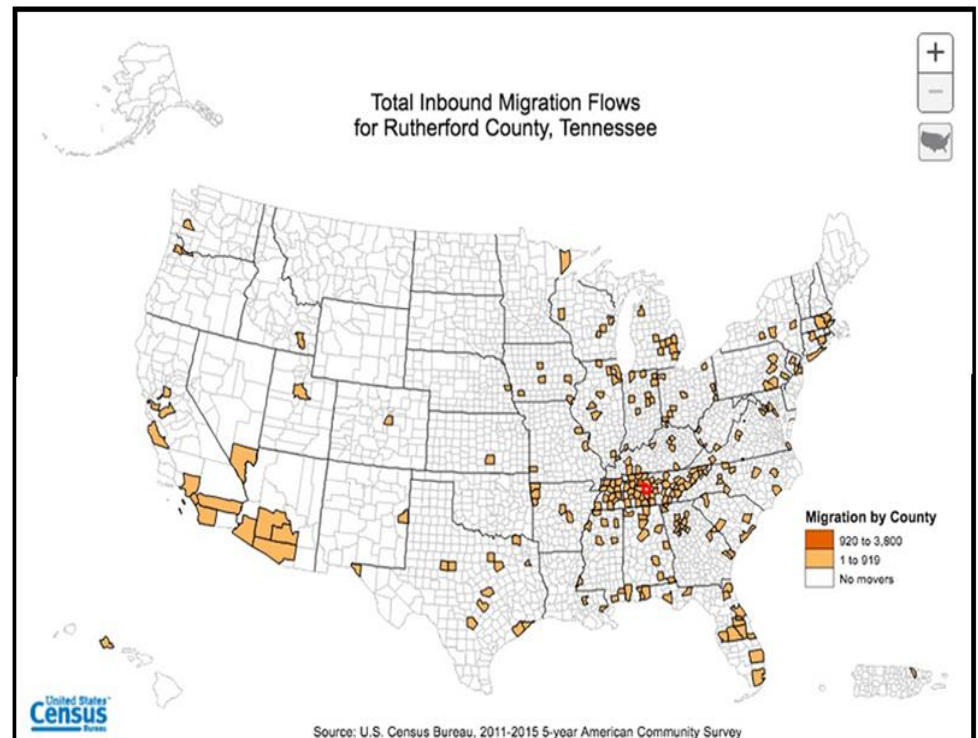 Total Inbound Migration Flows
for Rutherford County, Tennessee
+
−
Migration by County
920 to 3,800
1 to 919
No movers
United States™
Census
Bureau
Source: U.S. Census Bureau, 2011-2015 5-year American Community Survey